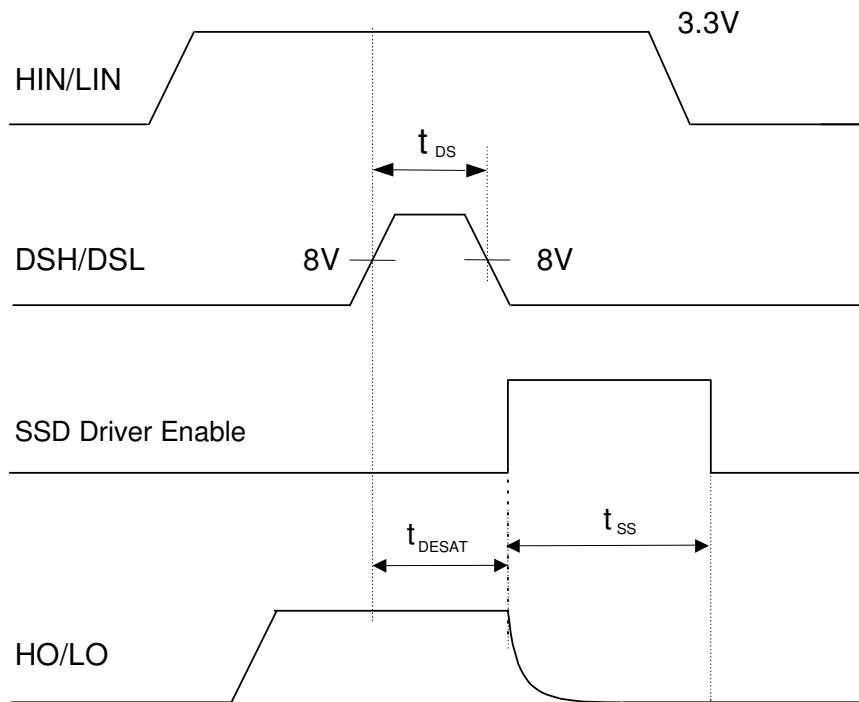 3.3V
HIN/LIN
t DS
DSH/DSL 8V 8V
SSD Driver Enable
t DESAT t SS
HO/LO